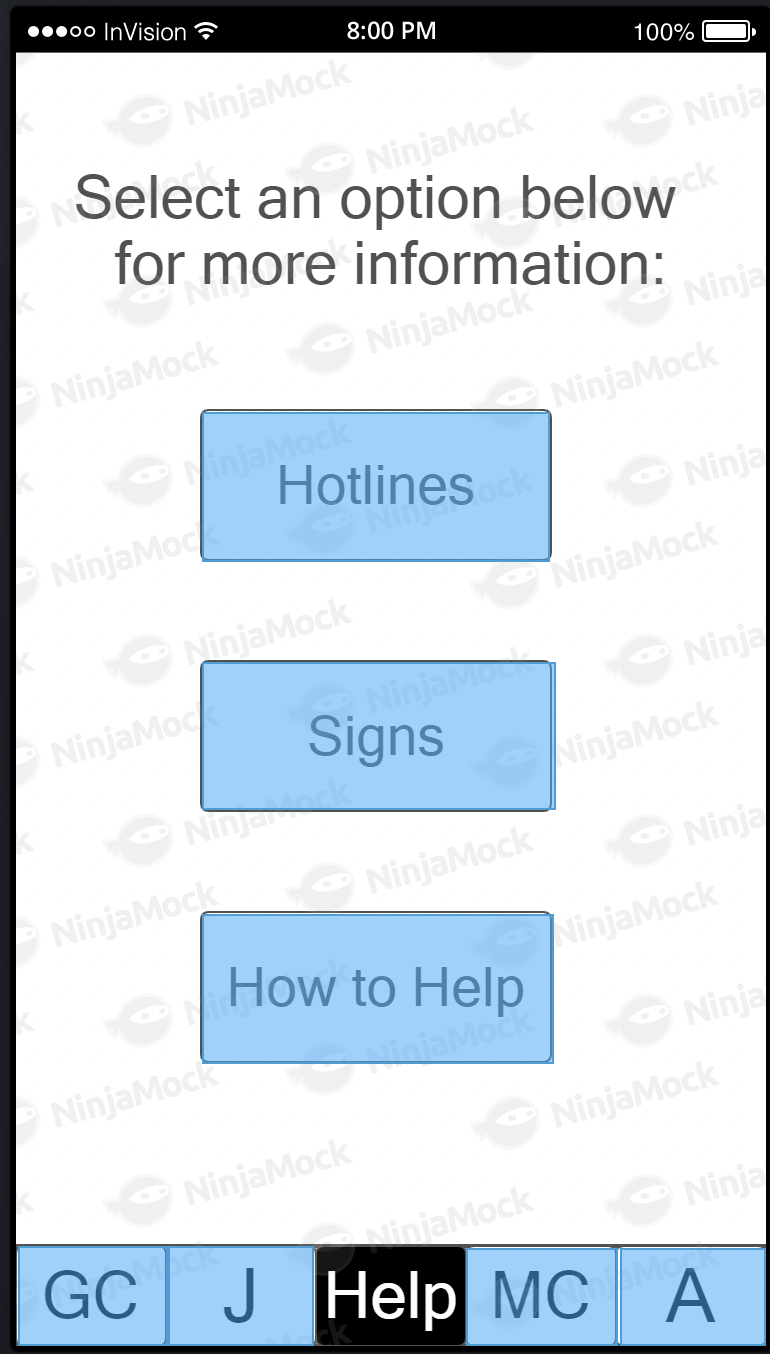 InVision 8:00 PM 100%
Select an option below
for more information:
Hotlines
Signs
How to Help
GC J Help MC A
NinjaMock